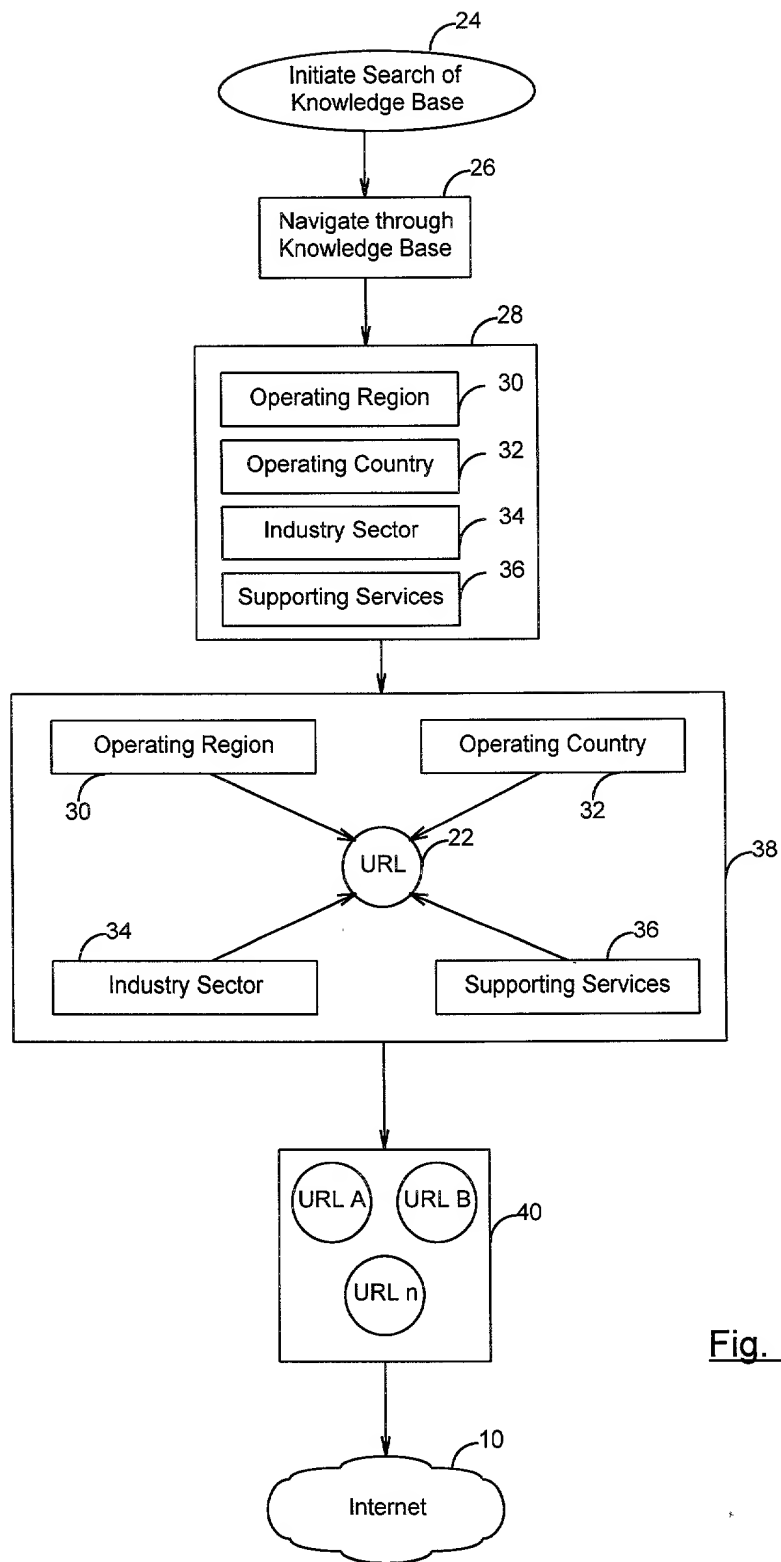 24
Initiate Search of
Knowledge Base
26
Navigate through
Knowledge Base
28
Operating Region
30
Operating Country
32
Industry Sector
34
Supporting Services
36
Operating Region
Operating Country
30
32
URL
22
38
34
36
Industry Sector
Supporting Services
URL A
URL B
40
URL n
Fig.
10
Internet